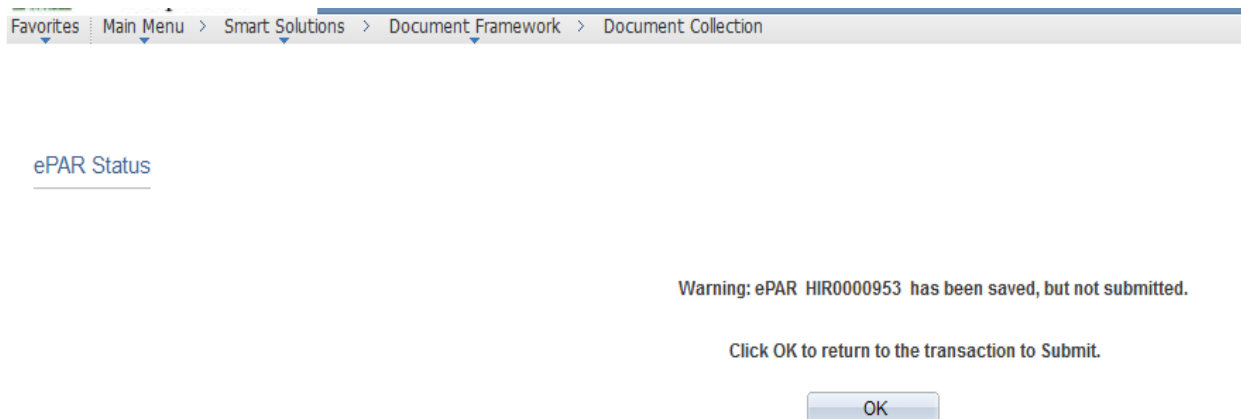 Favorites Main Menu > Smart Solutions > Document Framework > Document Collection
ePAR Status
Warning: ePAR HIR0000953 has been saved, but not submitted.
Click OK to return to the transaction to Submit.
OK